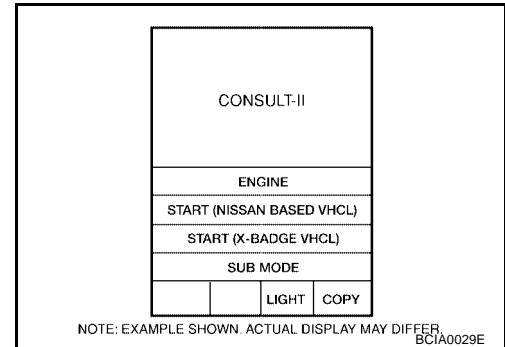 CONSULT-II
ENGINE
START (NISSAN BASED VHCL)
START (X-BADGE VHCL)
SUB MODE
LIGHT COPY
NOTE: EXAMPLE SHOWN. ACTUAL DISPLAY MAY DIFFER.
BCIA0029E